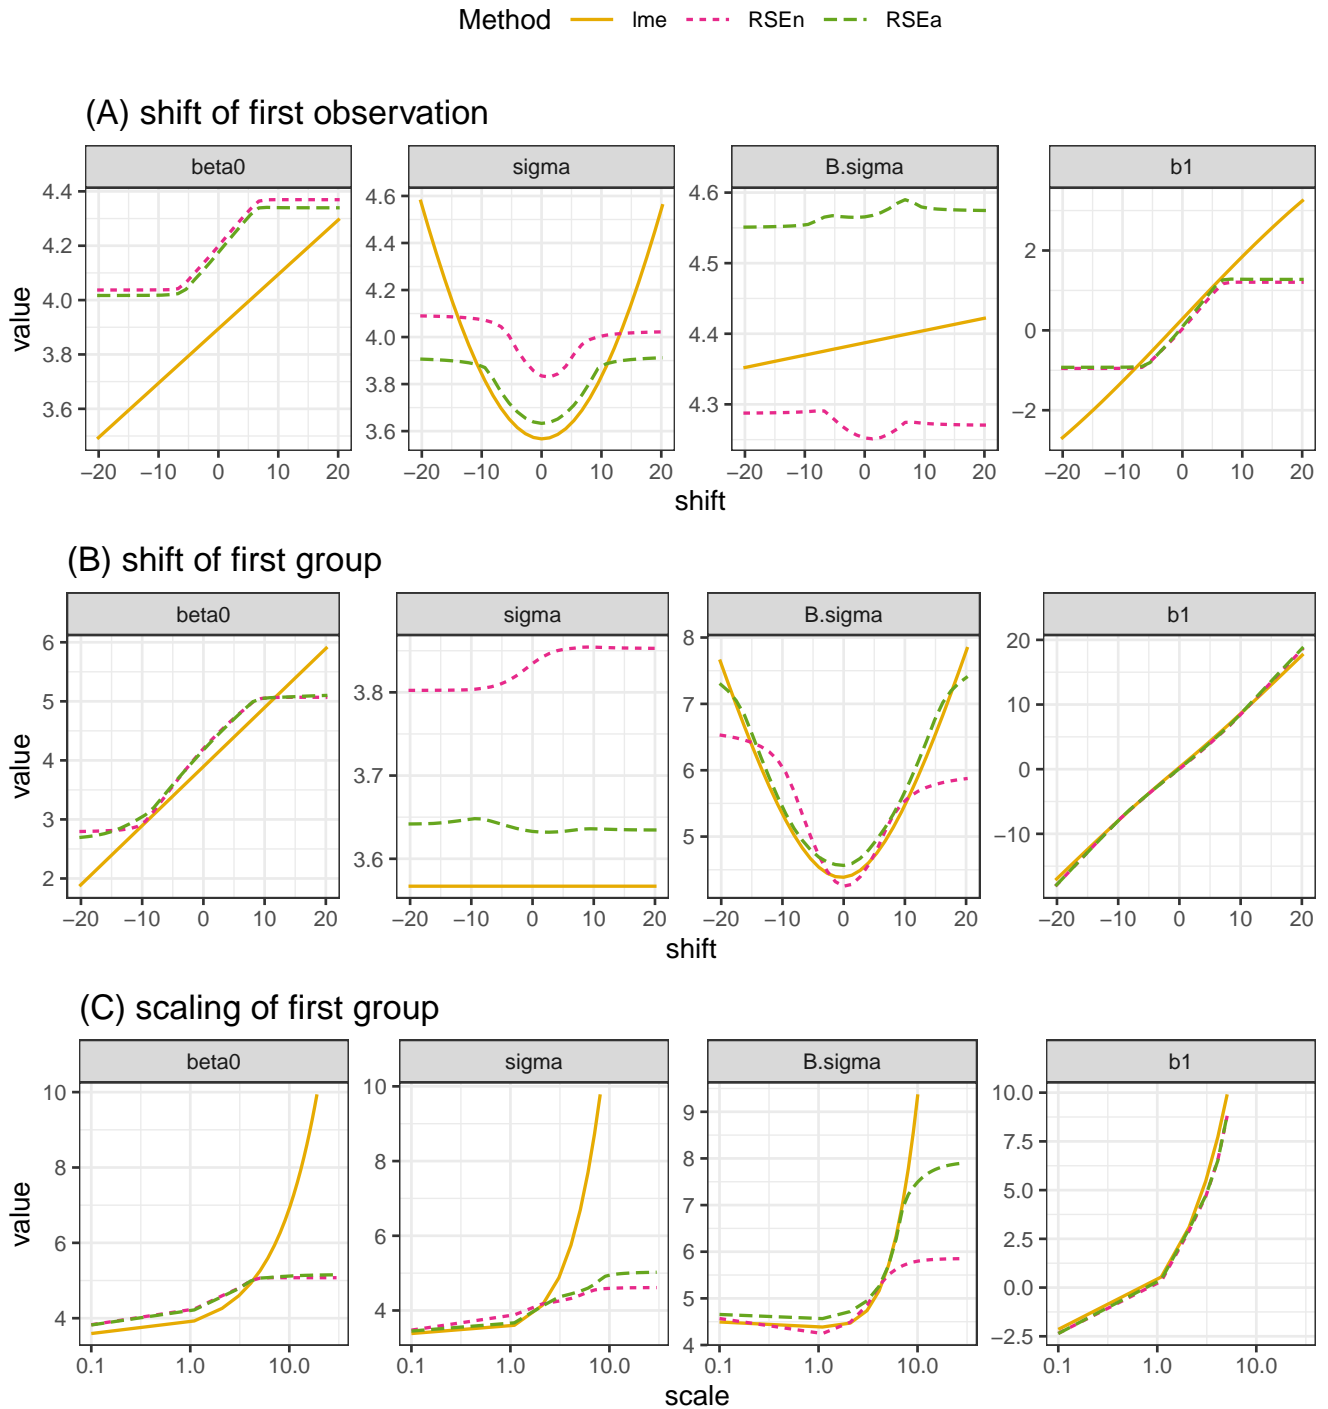 Method lme RSEn RSEa
(A) shift of first observation
beta0 sigma B.sigma b1
value
4.4
4.2
4.0
3.8
3.6
−20 −10 0 10 20
4.6
4.4
4.2
4.0
3.8
3.6
−20 −10 0 10 20
4.6
4.5
4.4
4.3
−20 −10 0 10 20
2
0
−2
−20 −10 0 10 20
shift
(B) shift of first group
beta0 sigma B.sigma b1
value
6
5
4
3
2
−20 −10 0 10 20
3.8
3.7
3.6
−20 −10 0 10 20
8
7
6
5
−20 −10 0 10 20
20
10
0
−10
−20 −10 0 10 20
shift
(C) scaling of first group
beta0 sigma B.sigma b1
value
10
8
6
4
0.1 1.0 10.0
10
8
6
4
0.1 1.0 10.0
9
8
7
6
5
4
0.1 1.0 10.0
10.0
7.5
5.0
2.5
0.0
−2.5
0.1 1.0 10.0
scale